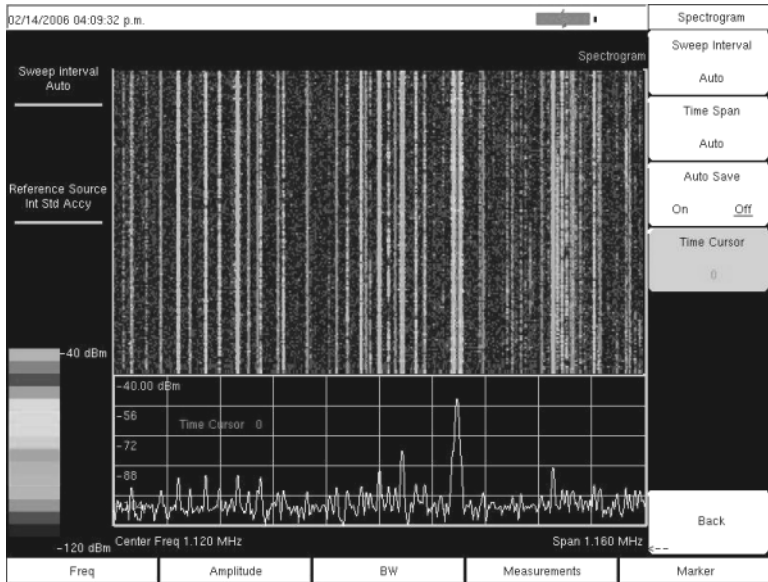 02/14/2006 04:09:32 p.m.
Spectrogram
Spectrogram
Sweep Interval
Auto
Reference Source
Int Std Accy
Sweep Interval
Auto
Time Span
Auto
Auto Save
On Off
Time Cursor
0
-40 dBm
-120 dBm
-40.00 dBm
-56
Time Cursor 0
-72
-88
Center Freq 1.120 MHz
Span 1.160 MHz
Back
<--
Freq
Amplitude
BW
Measurements
Marker